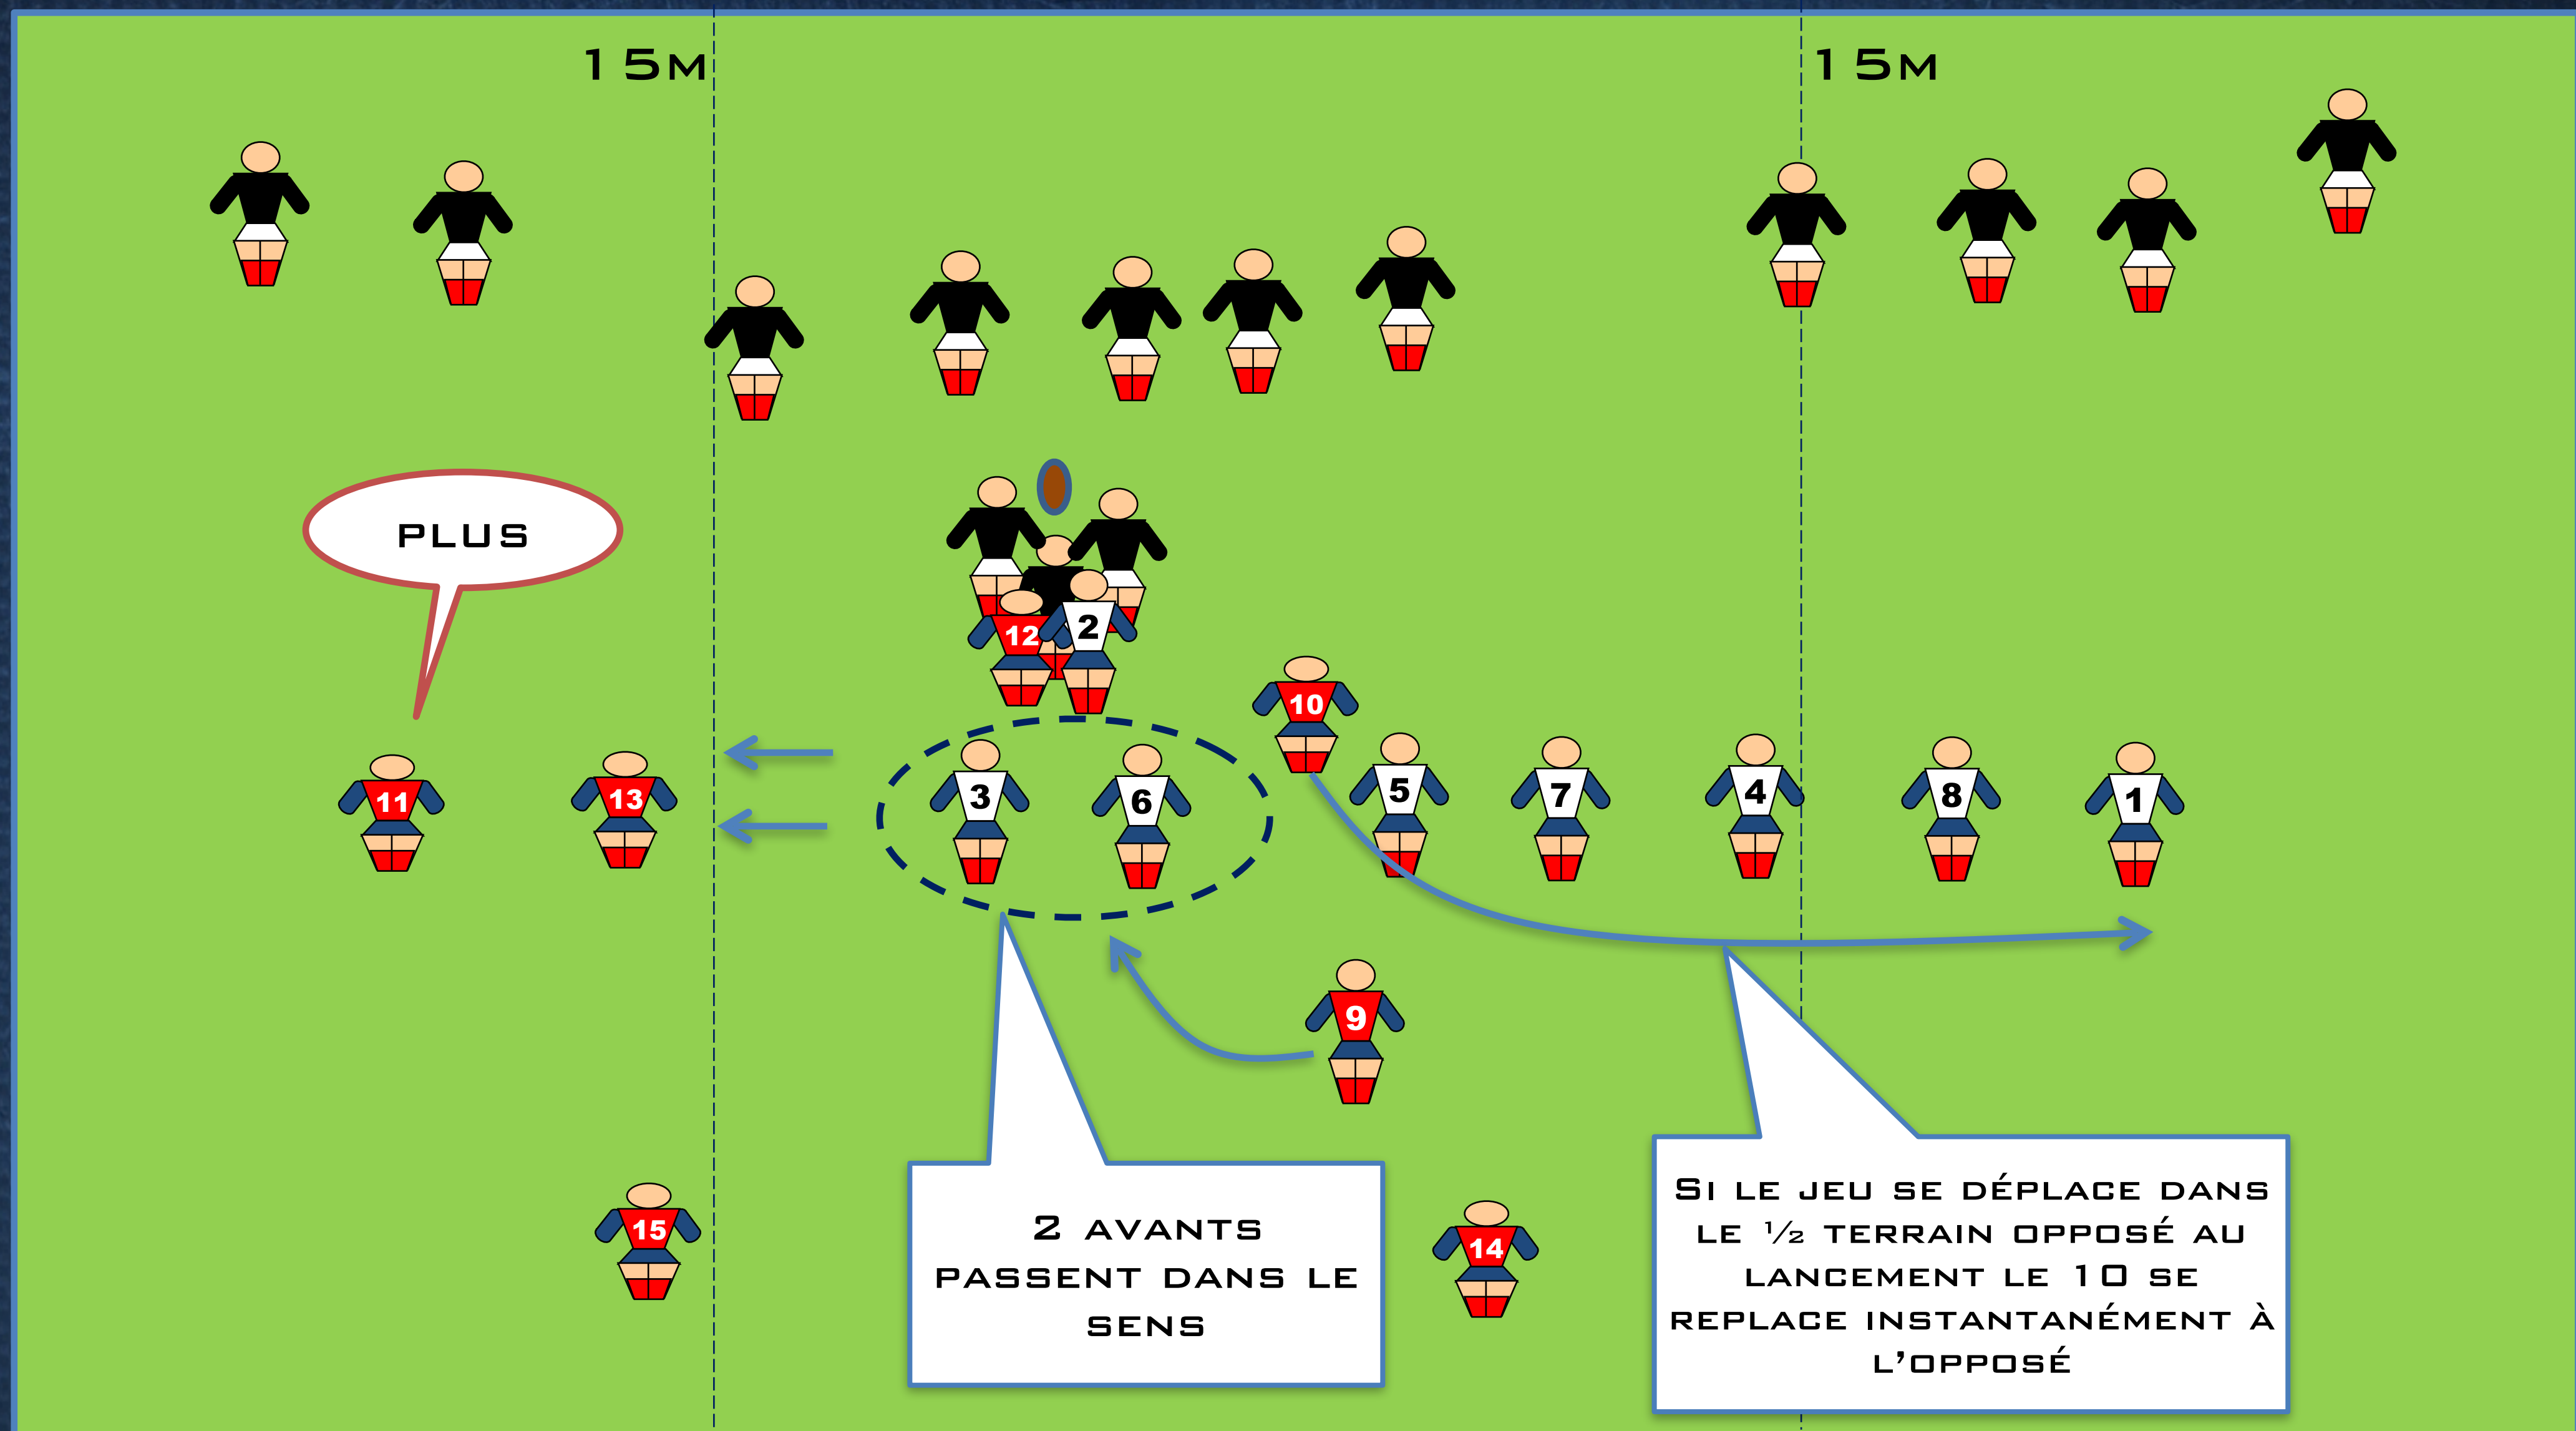 15M
15M
PLUS
12
2
10
11
13
3
6
5
7
4
8
1
9
15
14
2 AVANTS
PASSENT DANS LE
SENS
SI LE JEU SE DÉPLACE DANS
LE ½ TERRAIN OPPOSÉ AU
LANCEMENT LE 10 SE
REPLACE INSTANTANÉMENT À
L'OPPOSÉ